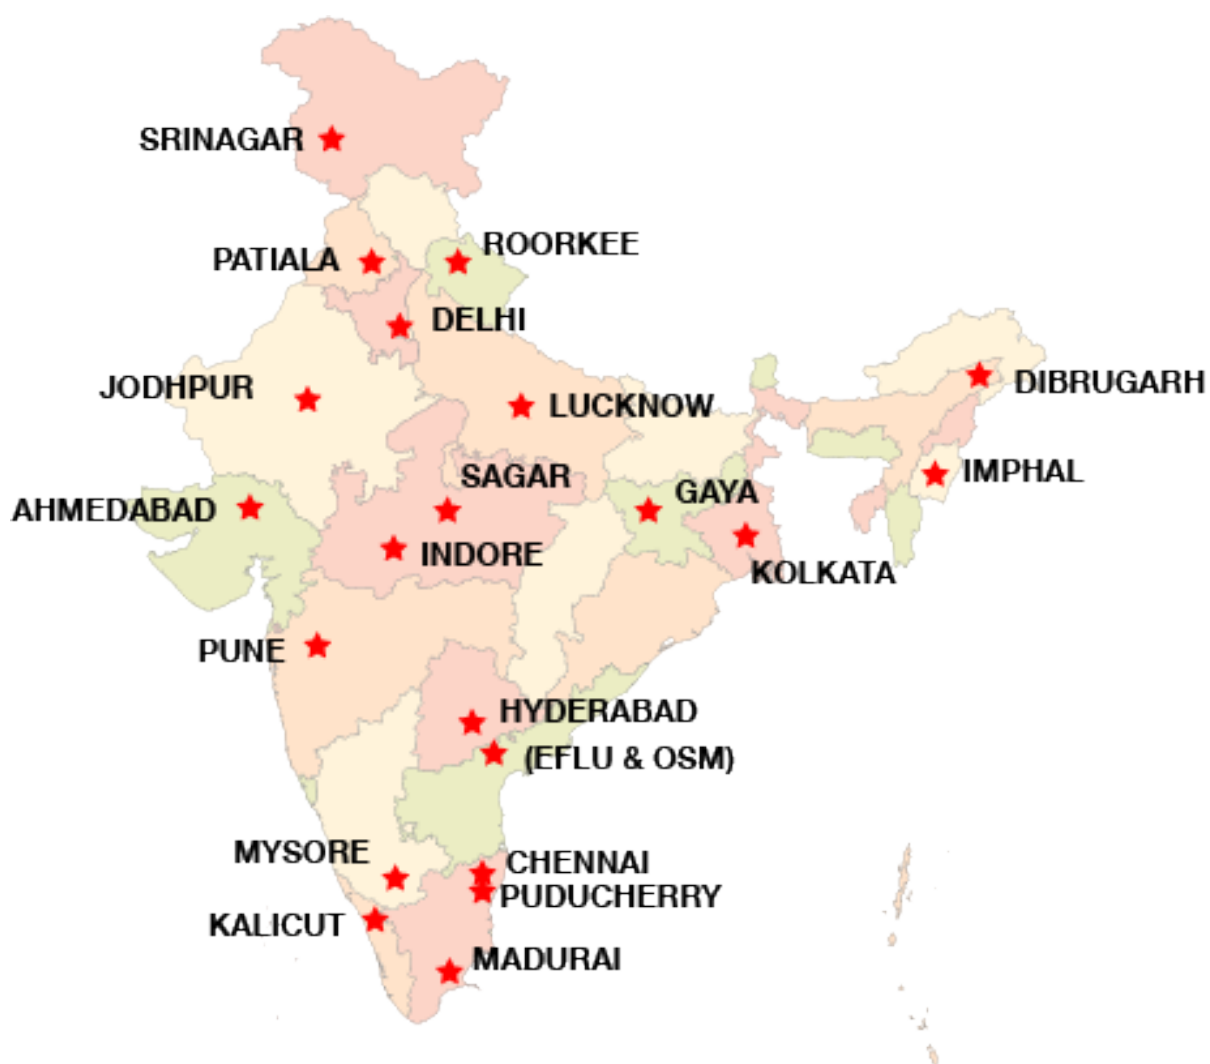 SRINAGAR
ROORKEE
PATIALA
DELHI
JODHPUR
DIBRUGARH
LUCKNOW
IMPHAL
SAGAR
GAYA
AHMEDABAD
INDORE
KOLKATA
PUNE
HYDERABAD
(EFLU & OSM)
MYSORE
CHENNAI
PUDUCHERRY
KALICUT
MADURAI